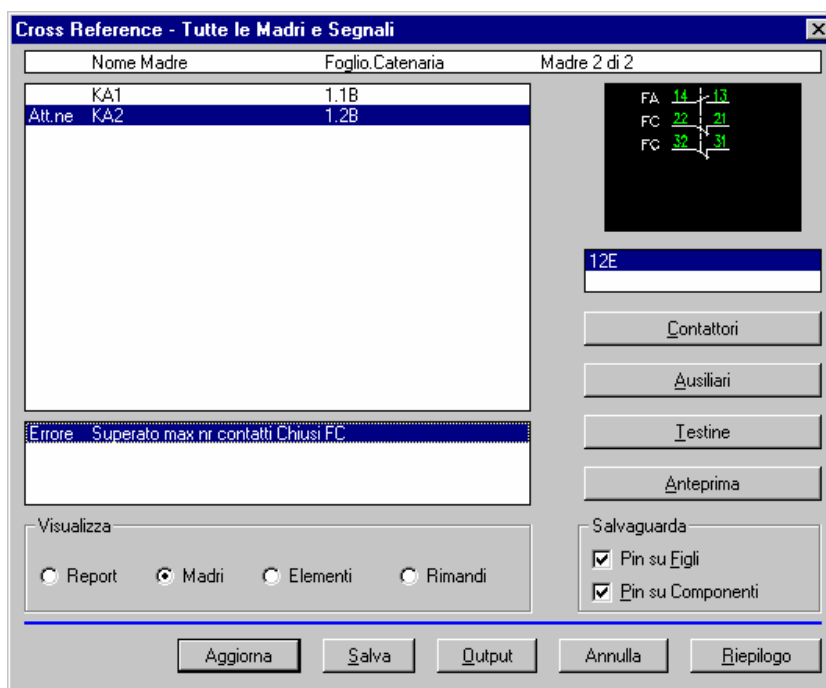 Cross Reference - Tutte le Madri e Segnali
Nome Madre Foglio.Catenaria Madre 2 di 2
KA1 1.1B
Att.ne KA2 1.2B
FA 14 13
FC 22 21
FC 32 31
12E
Contattori
Ausiliari
Testine
Anteprima
Errore Superato max nr contatti Chiusi FC
Visualizza
Report Madri Elementi Rimandi
Salvaguarda
Pin su Figli
Pin su Componenti
Aggiorna Salva Output Annulla Riepilogo